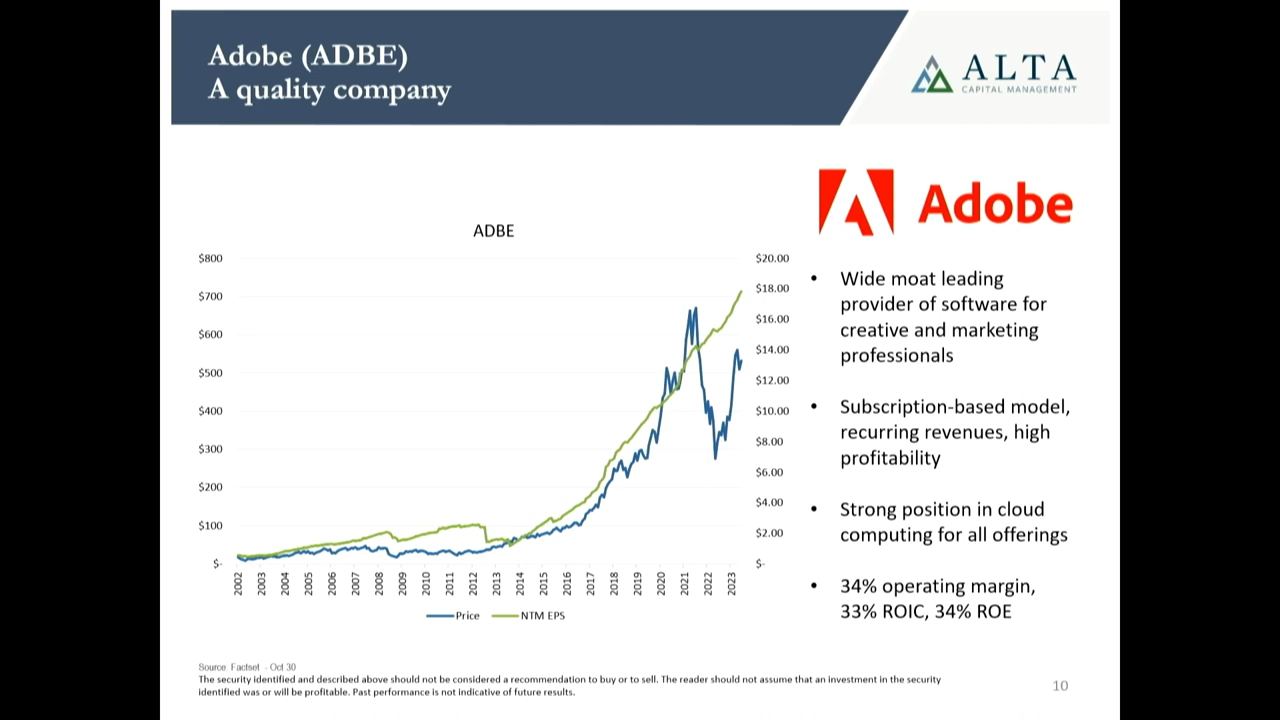 Adobe (ADBE)
A quality company
ALTA
CAPITAL MANAGEMENT
Adobe
ADBE
$800
$700
$600
$500
$400
$300
$200
$100
$-
$20.00
$18.00
$16.00
$14.00
$12.00
$10.00
$8.00
$6.00
$4.00
$2.00
$-
2002
2003
2004
2005
2006
2007
2008
2009
2010
2011
2012
2013
2014
2015
2016
2017
2018
2019
2020
2021
2022
2023
Price
NTM EPS
• Wide moat leading
provider of software for
creative and marketing
professionals
• Subscription-based model,
recurring revenues, high
profitability
• Strong position in cloud
computing for all offerings
• 34% operating margin,
33% ROIC, 34% ROE
Source: Factset - Oct 30
The security identified and described above should not be considered a recommendation to buy or to sell. The reader should not assume that an investment in the security
identified was or will be profitable. Past performance is not indicative of future results.
10